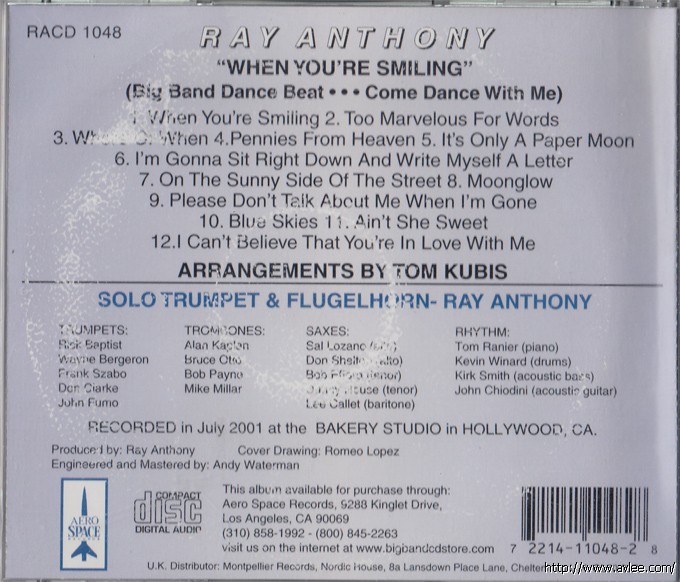 RACD 1048
RAY ANTHONY
"WHEN YOU'RE SMILING"
(Big Band Dance Beat ••• Come Dance With Me)
1. When You're Smiling 2. Too Marvelous For Words
3. Where Or When 4.Pennies From Heaven 5. It's Only A Paper Moon
6. I'm Gonna Sit Right Down And Write Myself A Letter
7. On The Sunny Side Of The Street 8. Moonglow
9. Please Don't Talk About Me When I'm Gone
10. Blue Skies 11. Ain't She Sweet
12.I Can't Believe That You're In Love With Me
ARRANGEMENTS BY TOM KUBIS
SOLO TRUMPET & FLUGELHORN- RAY ANTHONY
TRUMPETS: TROMBONES: SAXES: RHYTHM:
Rick Baptist Alan Kaplan Sal Lozano (alto) Tom Ranier (piano)
Wayne Bergeron Bruce Otto Don Shelton (alto) Kevin Winard (drums)
Frank Szabo Bob Payne Bob (tenor) Kirk Smith (acoustic bass)
Don Clarke Mike Millar House (tenor) John Chiodini (acoustic guitar)
John Fumo Lee Callet (baritone)
RECORDED in July 2001 at the BAKERY STUDIO in HOLLYWOOD, CA.
Produced by: Ray Anthony Cover Drawing: Romeo Lopez
Engineered and Mastered by: Andy Waterman
AERO SPACE
COMPACT disc DIGITAL AUDIO
This album available for purchase through:
Aero Space Records, 9288 Kinglet Drive,
Los Angeles, CA 90069
(310) 858-1992 - (800) 845-2263
visit us on the internet at www.bigbandcdstore.com
7 2214-11048-2 8
U.K. Distributor: Montpellier Records, Nordic House, 8a Lansdown Place Lane,
http://www.avlee.com/